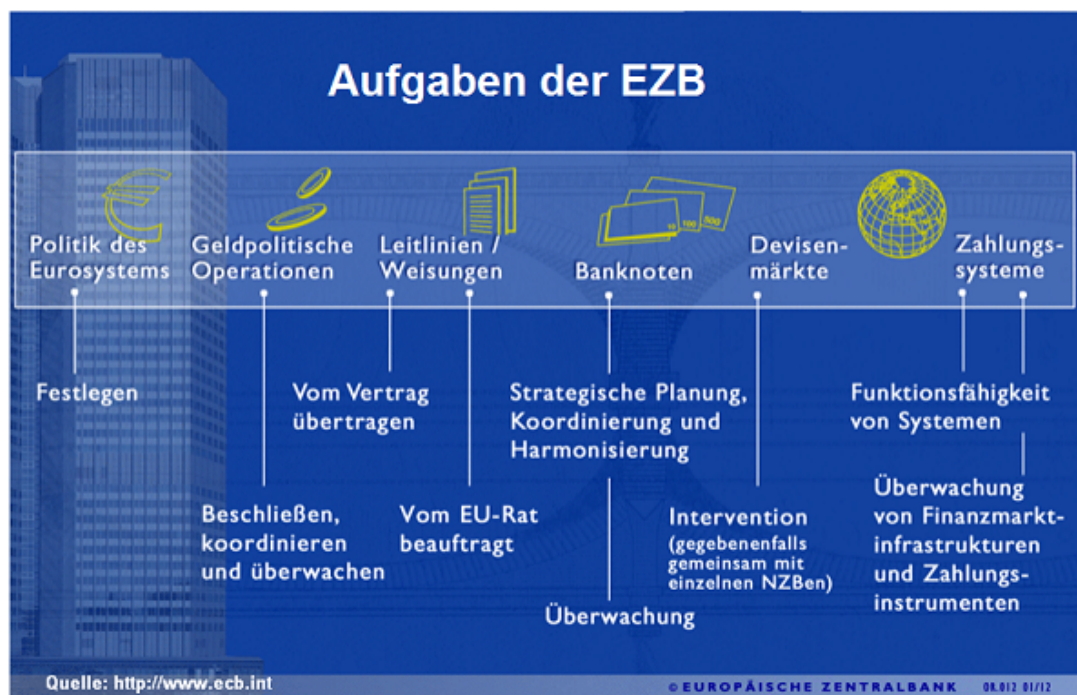 Aufgaben der EZB
Politik des
Eurosystems
Geldpolitische
Operationen
Leitlinien /
Weisungen
10
100
500
Banknoten
Devisen-
märkte
Zahlungs-
systeme
Festlegen
Vom Vertrag
übertragen
Strategische Planung,
Koordinierung und
Harmonisierung
Funktionsfähigkeit
von Systemen
Beschließen,
koordinieren
und überwachen
Vom EU-Rat
beauftragt
Intervention
(gegebenenfalls
gemeinsam mit
einzelnen NZBen)
Überwachung
von Finanzmarkt-
infrastrukturen
und Zahlungs-
instrumenten
Überwachung
Quelle: http://www.ecb.int
© EUROPÄISCHE ZENTRALBANK 08.012 01/12